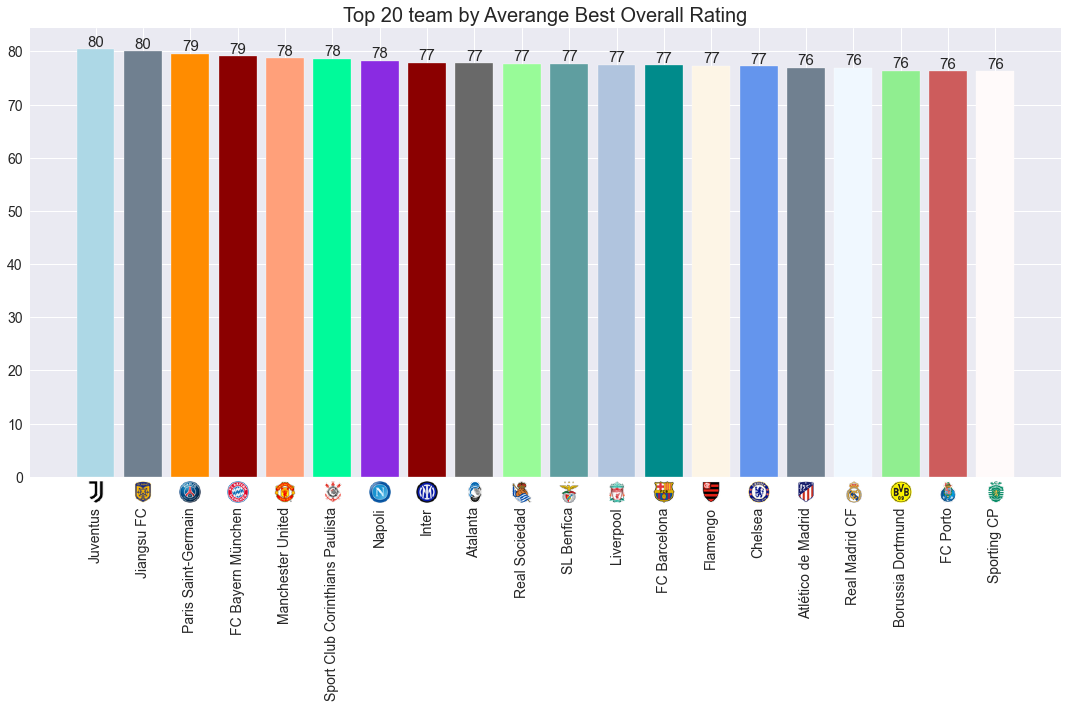 Top 20 team by Averange Best Overall Rating
80
70
60
50
40
30
20
10
0
80
80
79
79
78
78
78
77
77
77
77
77
77
77
77
76
76
76
76
76
Juventus
Jiangsu FC
Paris Saint-Germain
FC Bayern München
Manchester United
Sport Club Corinthians Paulista
Napoli
Inter
Atalanta
Real Sociedad
SL Benfica
Liverpool
FC Barcelona
Flamengo
Chelsea
Atlético de Madrid
Real Madrid CF
Borussia Dortmund
FC Porto
Sporting CP